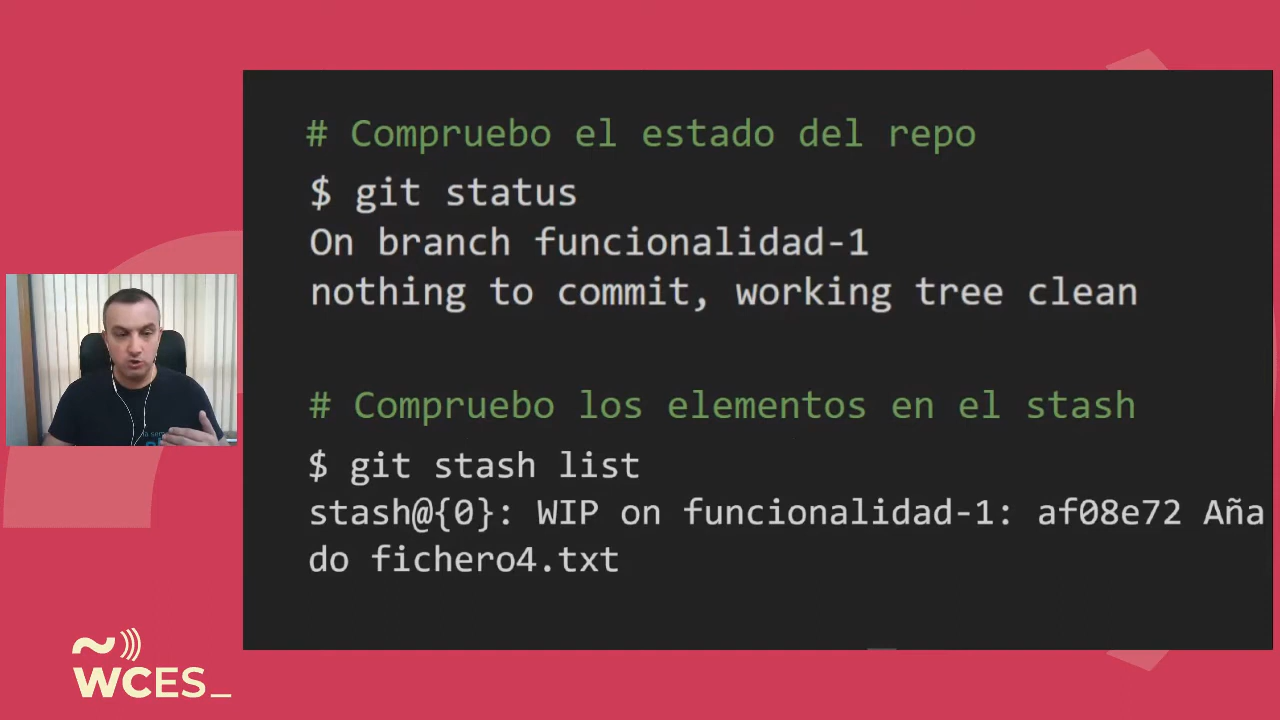 # Compruebo el estado del repo
$ git status
On branch funcionalidad-1
nothing to commit, working tree clean
# Compruebo los elementos en el stash
$ git stash list
stash@{0}: WIP on funcionalidad-1: af08e72 Aña
do fichero4.txt
~
WCES_